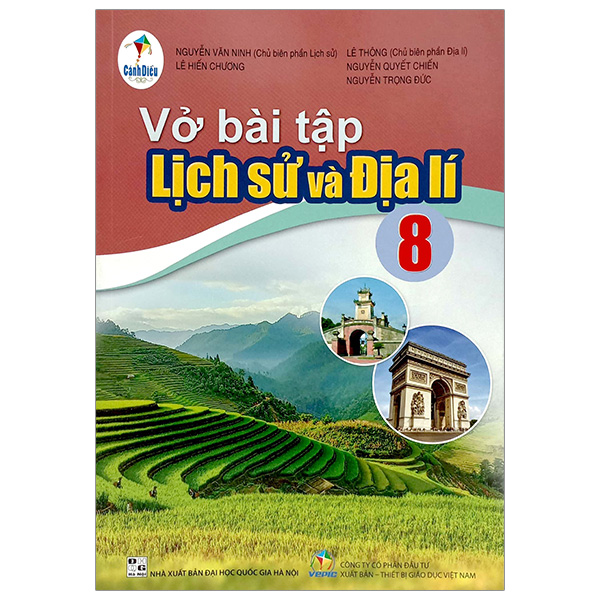 Cánh Diều
NGUYỄN VĂN NINH (Chủ biên phần Lịch sử)
LÊ HIẾN CHƯƠNG
LÊ THÔNG (Chủ biên phần Địa lí)
NGUYỄN QUYẾT CHIẾN
NGUYỄN TRỌNG ĐỨC
Vở bài tập
Lịch sử và Địa lí
8
Hà Nội
NHÀ XUẤT BẢN ĐẠI HỌC QUỐC GIA HÀ NỘI
VEPIC
CÔNG TY CỔ PHẦN ĐẦU TƯ
XUẤT BẢN – THIẾT BỊ GIÁO DỤC VIỆT NAM